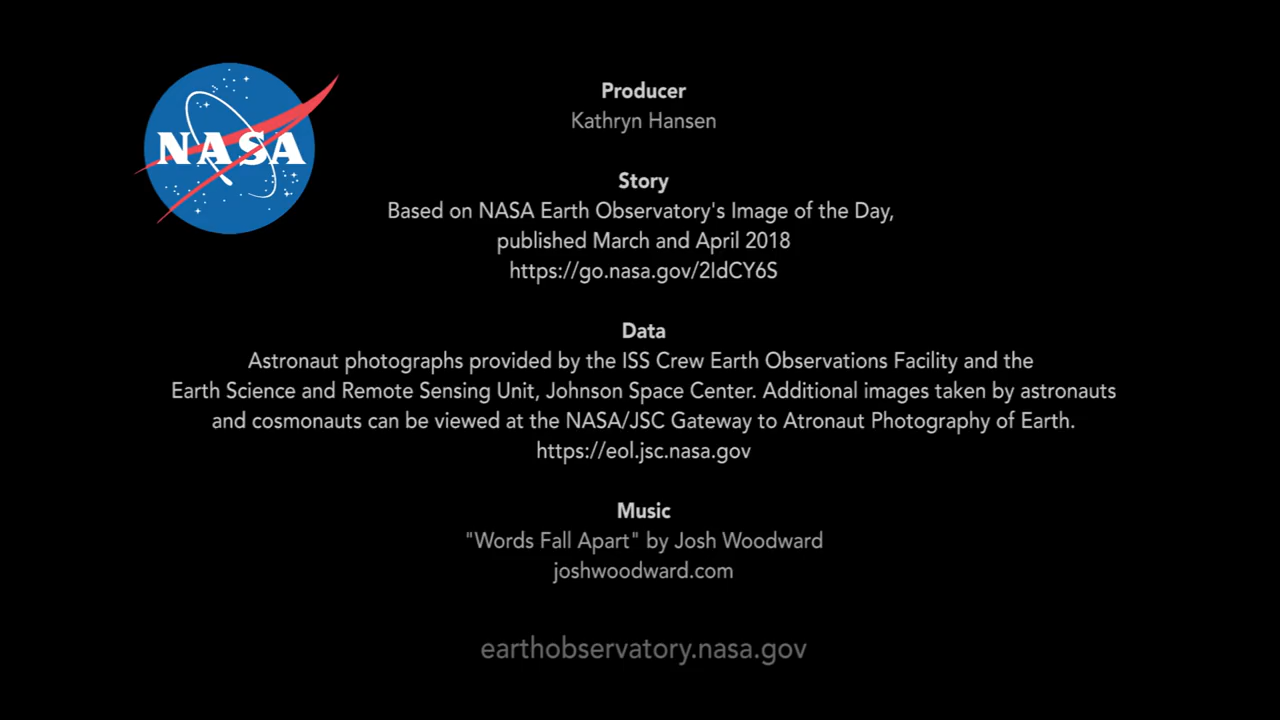 NASA
Producer
Kathryn Hansen
Story
Based on NASA Earth Observatory's Image of the Day,
published March and April 2018
https://go.nasa.gov/2IdCY6S
Data
Astronaut photographs provided by the ISS Crew Earth Observations Facility and the
Earth Science and Remote Sensing Unit, Johnson Space Center. Additional images taken by astronauts
and cosmonauts can be viewed at the NASA/JSC Gateway to Atronaut Photography of Earth.
https://eol.jsc.nasa.gov
Music
"Words Fall Apart" by Josh Woodward
joshwoodward.com
earthobservatory.nasa.gov